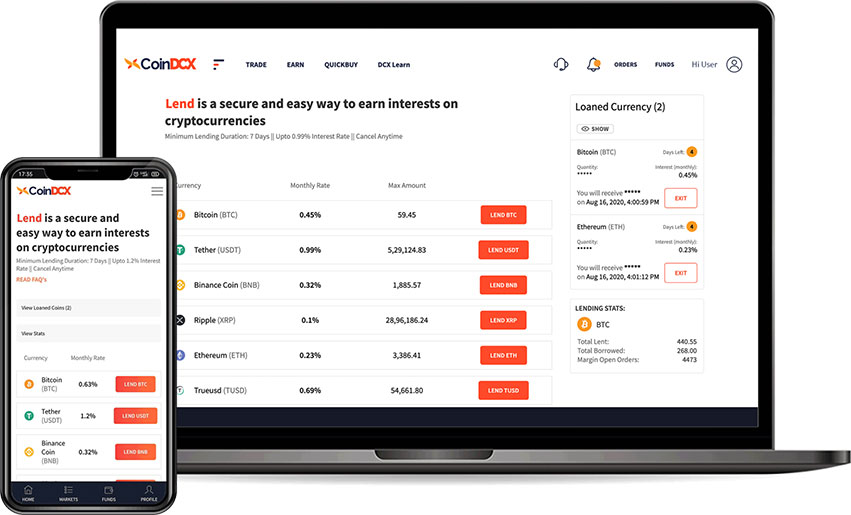 CoinDCX
TRADE
EARN
QUICKBUY
DCX Learn
ORDERS
FUNDS
Hi User
Lend is a secure and easy way to earn interests on
cryptocurrencies
Minimum Lending Duration: 7 Days || Upto 0.99% Interest Rate || Cancel Anytime
urrency Monthly Rate Max Amount
Bitcoin (BTC) 0.45% 59.45 LEND BTC
Tether (USDT) 0.99% 5,29,124.83 LEND USDT
Binance Coin (BNB) 0.32% 1,885.57 LEND BNB
Ripple (XRP) 0.1% 28,96,186.24 LEND XRP
Ethereum (ETH) 0.23% 3,386.41 LEND ETH
Trueusd (TUSD) 0.69% 54,661.80 LEND TUSD
Loaned Currency (2)
SHOW
Bitcoin (BTC) Days Left: 4
Quantity: Interest (monthly):
***** 0.45%
You will receive *****
on Aug 16, 2020, 4:00:59 PM
EXIT
Ethereum (ETH) Days Left: 4
Quantity: Interest (monthly):
***** 0.23%
You will receive *****
on Aug 16, 2020, 4:01:12 PM
EXIT
LENDING STATS:
BTC
Total Lent: 440.55
Total Borrowed: 268.00
Margin Open Orders: 4473
17:35
CoinDCX
Lend is a secure and
easy way to earn interests
on cryptocurrencies
Minimum Lending Duration: 7 Days || Upto 1.2% Interest
Rate || Cancel Anytime
READ FAQ's
View Loaned Coins (2)
View Stats
Currency Monthly Rate
Bitcoin
(BTC) 0.63% LEND BTC
Tether
(USDT) 1.2% LEND USDT
Binance
Coin
(BNB) 0.32% LEND BNB
HOME MARKETS FUNDS PROFILE